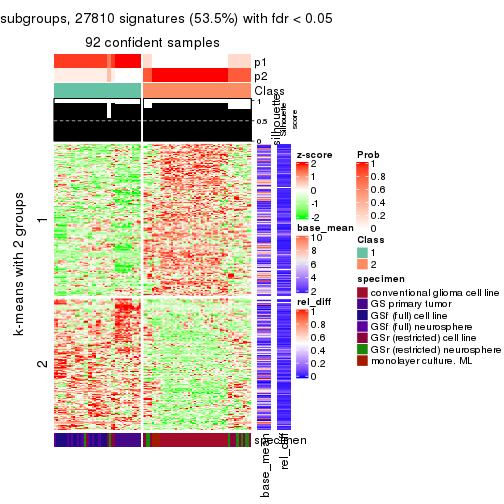 subgroups, 27810 signatures (53.5%) with fdr < 0.05
92 confident samples
p1
p2
Class
1
0.5
0
silhouette
Silhouette
score
k-means with 2 groups
1
2
z-score
2
1
0
-1
-2
base_mean
10
8
6
4
2
rel_diff
1
0.8
0.6
0.4
0.2
0
Prob
1
0.8
0.6
0.4
0.2
0
Class
1
2
specimen
conventional glioma cell line
GS primary tumor
GSf (full) cell line
GSf (full) neurosphere
GSr (restricted) cell line
GSr (restricted) neurosphere
monolayer culture. ML
specimen
base_mean
rel_diff